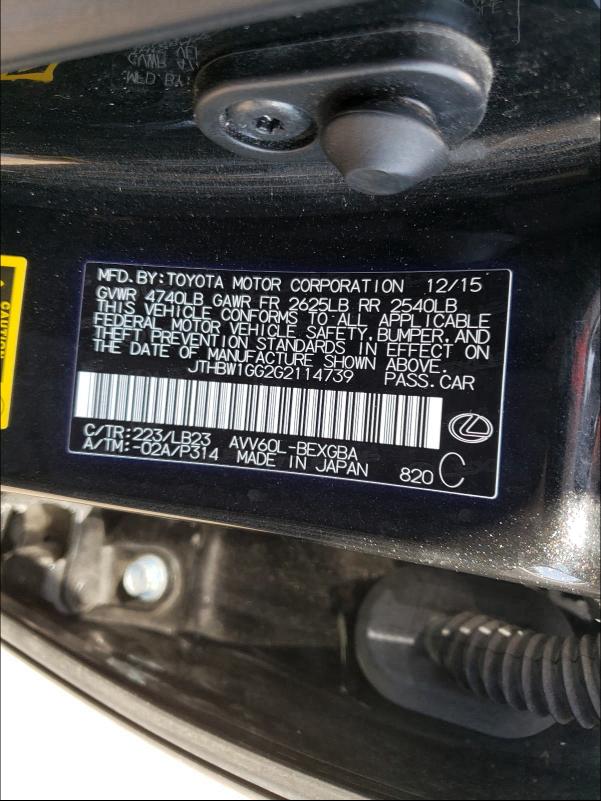 MFD.BY:TOYOTA MOTOR CORPORATION 12/15
GVWR 4740LB GAWR FR 2625LB RR 2540LB
THIS VEHICLE CONFORMS TO ALL APPLICABLE
FEDERAL MOTOR VEHICLE SAFETY, BUMPER, AND
THEFT PREVENTION STANDARDS IN EFFECT ON
THE DATE OF MANUFACTURE SHOWN ABOVE.
JTHBW1GG2G2114739 PASS.CAR
C/TR:223/LB23 AVV60L-BEXGBA
A/TM:-02A/P314 MADE IN JAPAN 820 C
CAUTION